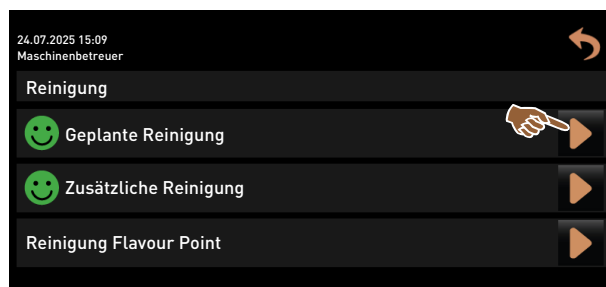 24.07.2025 15:09
Maschinenbetreuer
Reinigung
Geplante Reinigung
Zusätzliche Reinigung
Reinigung Flavour Point